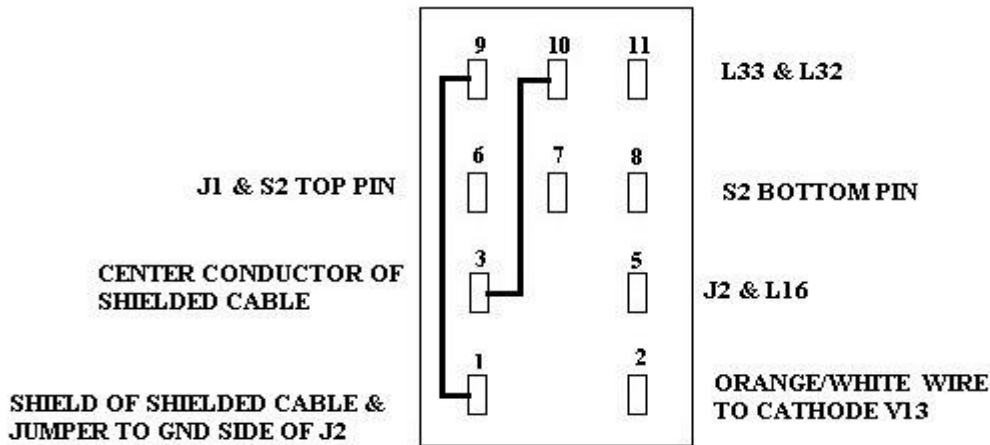 9 10 11
L33 & L32
6 7 8
J1 & S2 TOP PIN
S2 BOTTOM PIN
3 5
CENTER CONDUCTOR OF
SHIELDED CABLE
J2 & L16
1 2
SHIELD OF SHIELDED CABLE &
JUMPER TO GND SIDE OF J2
ORANGE/WHITE WIRE
TO CATHODE V13